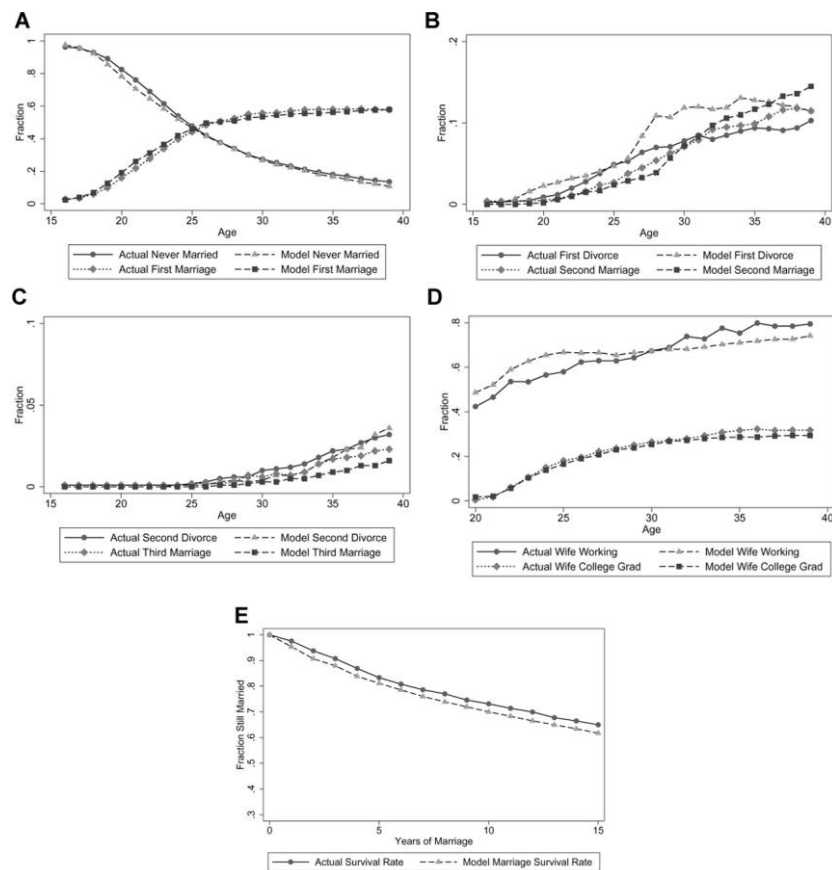 A
Fraction
0 .2 .4 .6 .8 1
15 20 25 30 35 40
Age
Actual Never Married Model Never Married
Actual First Marriage Model First Marriage
B
Fraction
0 .1 .2
15 20 25 30 35 40
Age
Actual First Divorce Model First Divorce
Actual Second Marriage Model Second Marriage
C
Fraction
0 .05 .1
15 20 25 30 35 40
Age
Actual Second Divorce Model Second Divorce
Actual Third Marriage Model Third Marriage
D
Fraction
0 .2 .4 .6 .8
20 25 30 35 40
Age
Actual Wife Working Model Wife Working
Actual Wife College Grad Model Wife College Grad
E
Fraction Still Married
.3 .4 .5 .6 .7 .8 .9 1
0 5 10 15
Years of Marriage
Actual Survival Rate Model Marriage Survival Rate